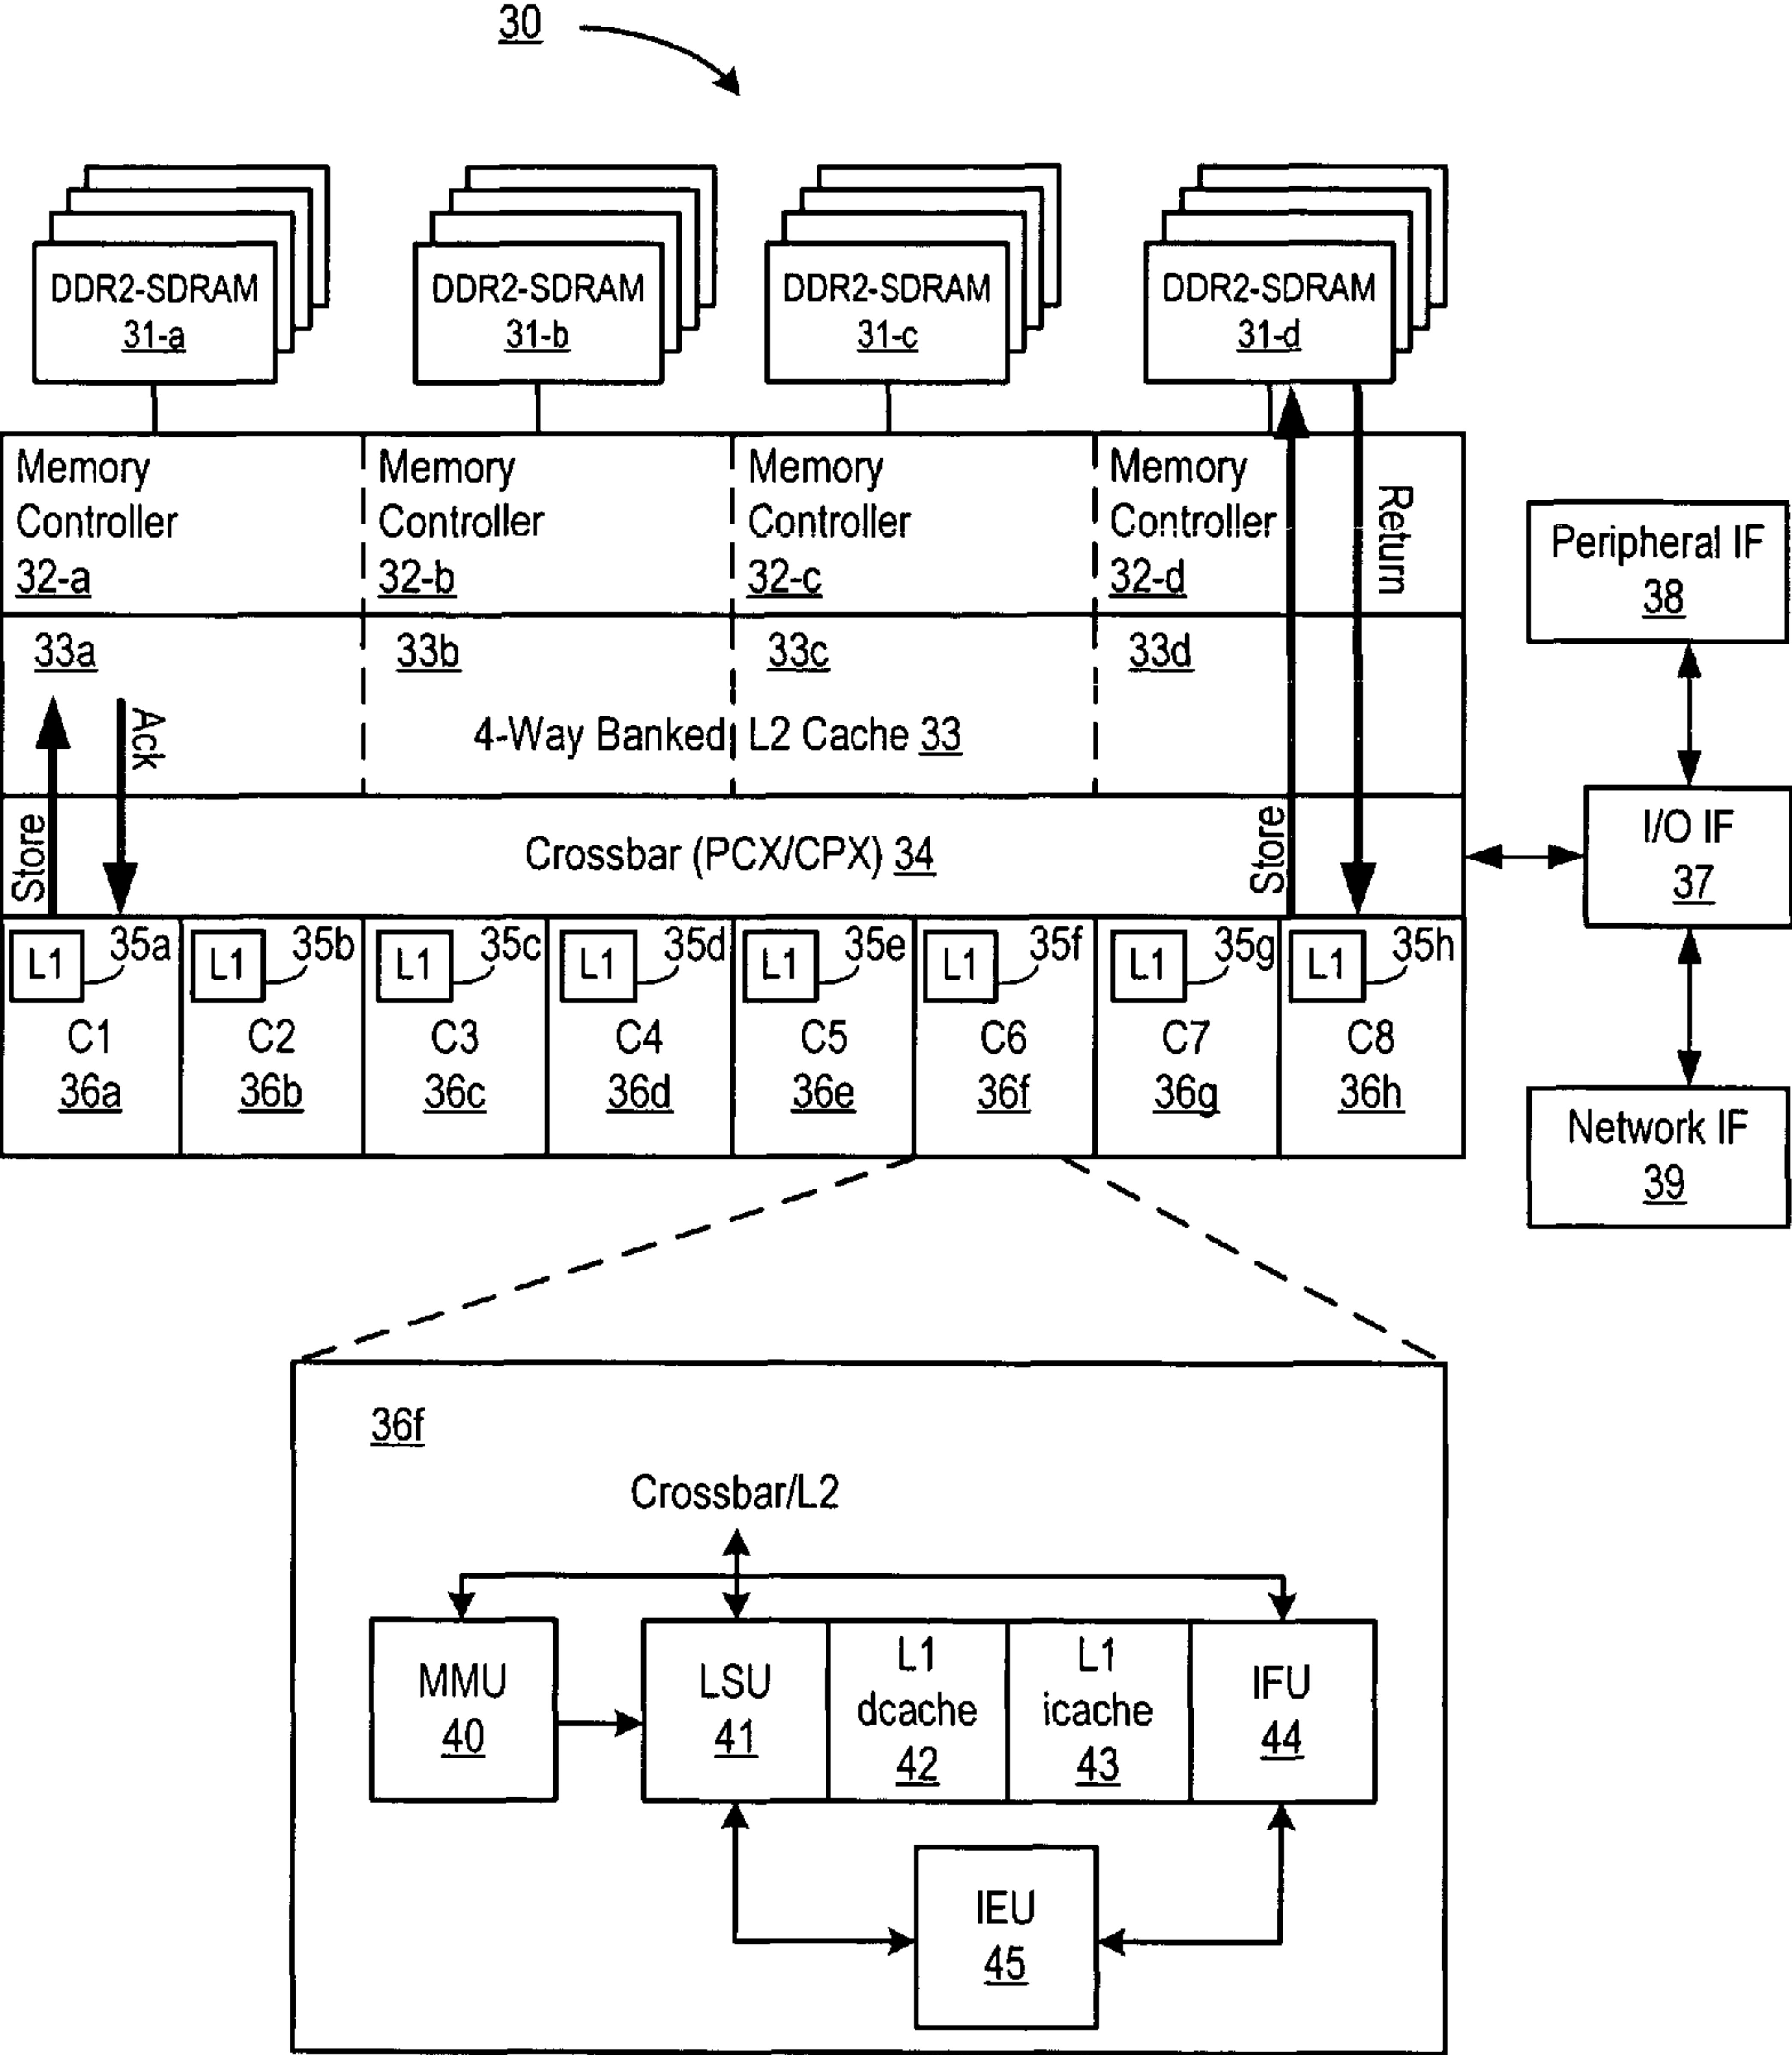 30
DDR2-SDRAM
31-a
DDR2-SDRAM
31-b
DDR2-SDRAM
31-c
DDR2-SDRAM
31-d
Memory
Controller
32-a
Memory
Controller
32-b
Memory
Controller
32-c
Memory
Controller
32-d
Return
Peripheral IF
38
33a
33b
33c
33d
Ack
4-Way Banked L2 Cache 33
Store
Crossbar (PCX/CPX) 34
Store
I/O IF
37
L1 35a
C1
36a
L1 35b
C2
36b
L1 35c
C3
36c
L1 35d
C4
36d
L1 35e
C5
36e
L1 35f
C6
36f
L1 35g
C7
36g
L1 35h
C8
36h
Network IF
39
36f
Crossbar/L2
MMU
40
LSU
41
L1
dcache
42
L1
icache
43
IFU
44
IEU
45